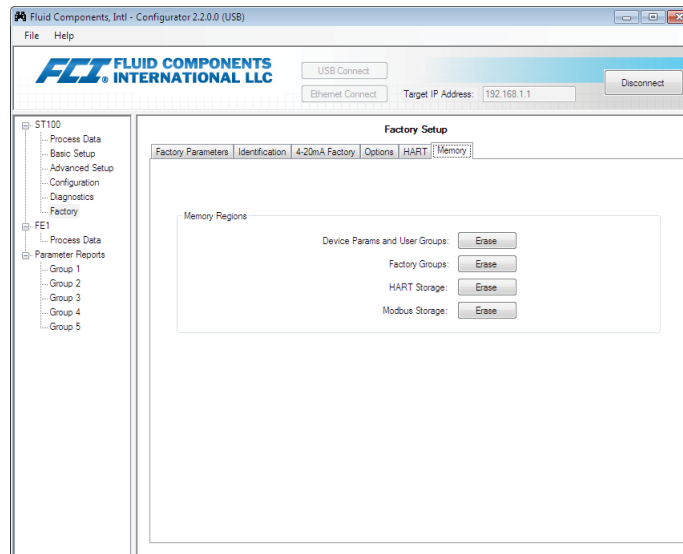 Fluid Components, Intl - Configurator 2.2.0.0 (USB)
File Help
FCI ® FLUID COMPONENTS
INTERNATIONAL LLC
USB Connect
Ethernet Connect Target IP Address: 192.168.1.1
Disconnect
ST100
Process Data
Basic Setup
Advanced Setup
Configuration
Diagnostics
Factory
FE1
Process Data
Parameter Reports
Group 1
Group 2
Group 3
Group 4
Group 5
Factory Setup
Factory Parameters Identification 4-20mA Factory Options HART Memory
Memory Regions
Device Params and User Groups: Erase
Factory Groups: Erase
HART Storage: Erase
Modbus Storage: Erase